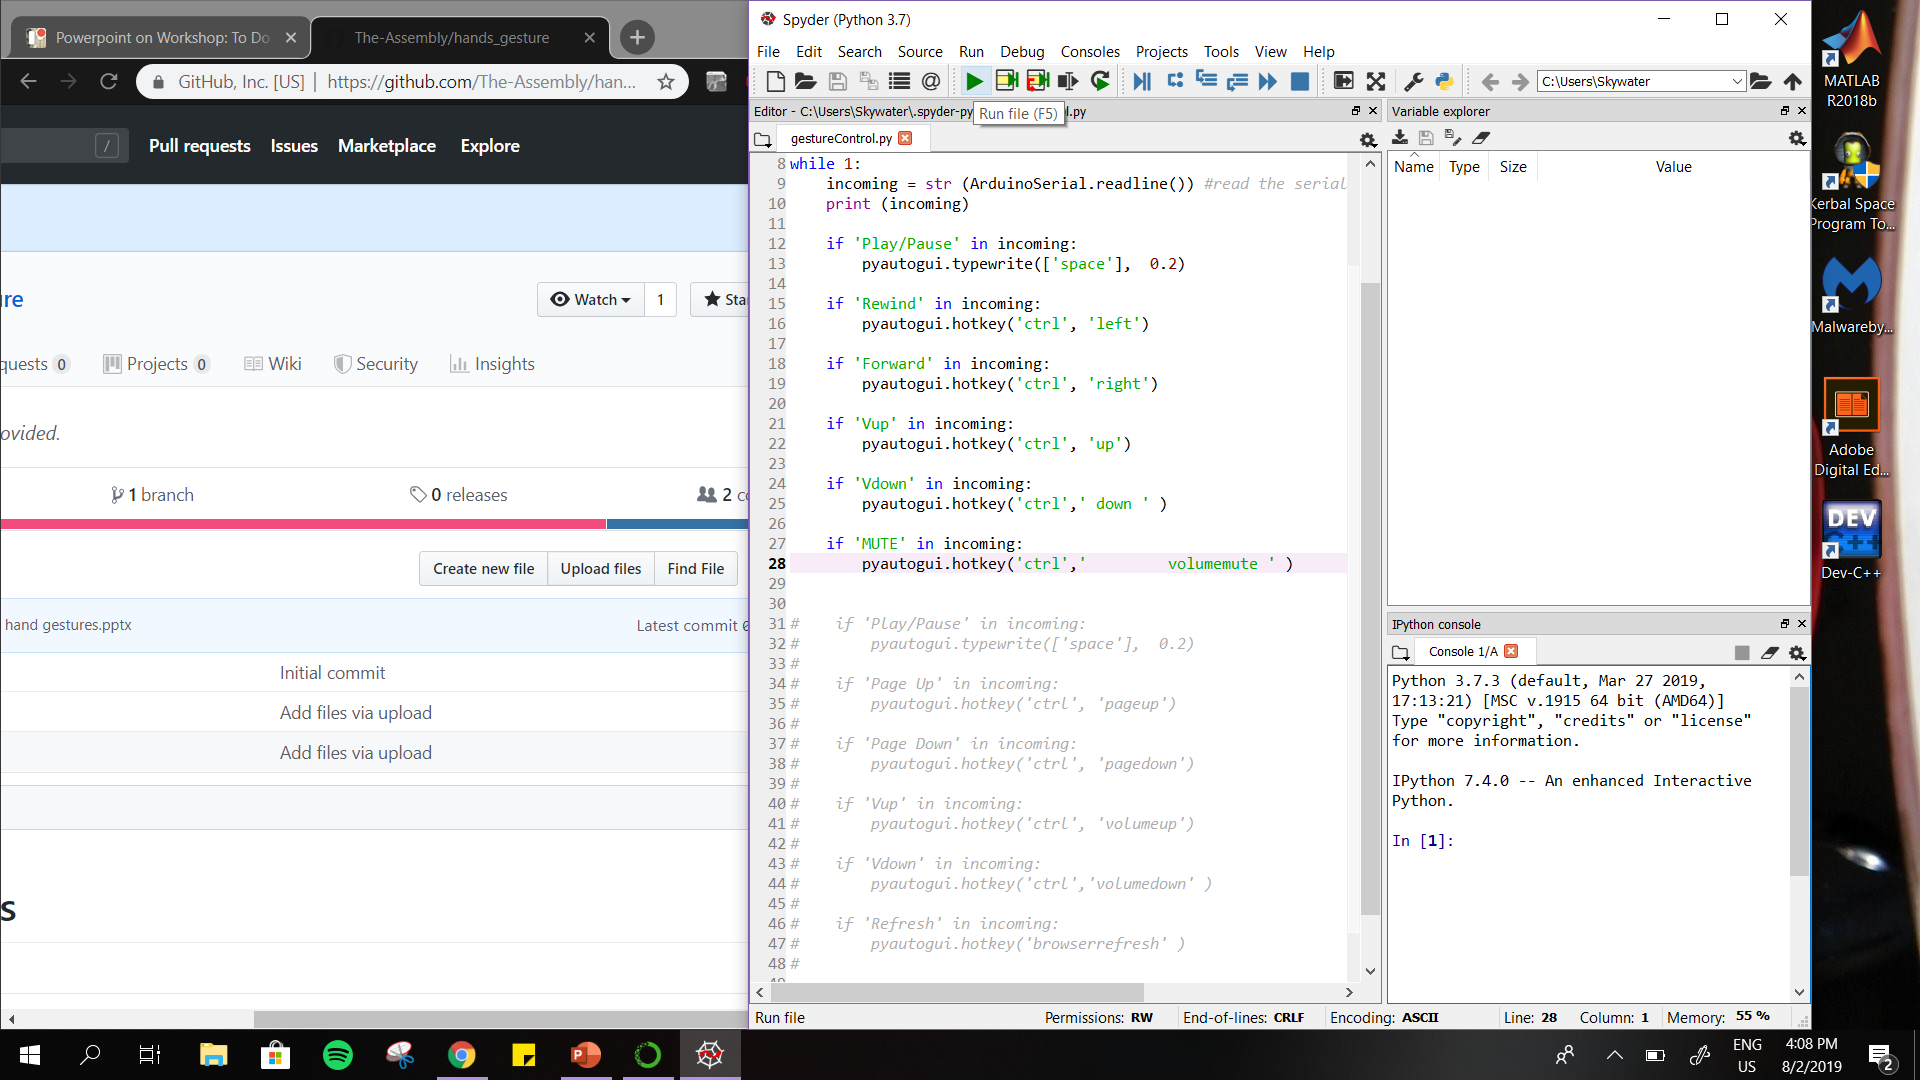 Powerpoint on Workshop: To Do
The-Assembly/hands_gesture
GitHub, Inc. [US] | https://github.com/The-Assembly/han...
/
Pull requests Issues Marketplace Explore
re
Watch 1 Sta
quests 0 Projects 0 Wiki Security Insights
ovided.
1 branch 0 releases 2 co
Create new file Upload files Find File
hand gestures.pptx Latest commit
Initial commit
Add files via upload
Add files via upload
s
Spyder (Python 3.7)
File Edit Search Source Run Debug Consoles Projects Tools View Help
C:\Users\Skywater
Editor - C:\Users\Skywater\.spyder-py l.py
Run file (F5)
gestureControl.py
8 while 1:
9 incoming = str (ArduinoSerial.readline()) #read the serial
10 print (incoming)
11
12 if 'Play/Pause' in incoming:
13 pyautogui.typewrite(['space'], 0.2)
14
15 if 'Rewind' in incoming:
16 pyautogui.hotkey('ctrl', 'left')
17
18 if 'Forward' in incoming:
19 pyautogui.hotkey('ctrl', 'right')
20
21 if 'Vup' in incoming:
22 pyautogui.hotkey('ctrl', 'up')
23
24 if 'Vdown' in incoming:
25 pyautogui.hotkey('ctrl',' down ' )
26
27 if 'MUTE' in incoming:
28 pyautogui.hotkey('ctrl','         volumemute ' )
29
30
31 # if 'Play/Pause' in incoming:
32 # pyautogui.typewrite(['space'], 0.2)
33 #
34 # if 'Page Up' in incoming:
35 # pyautogui.hotkey('ctrl', 'pageup')
36 #
37 # if 'Page Down' in incoming:
38 # pyautogui.hotkey('ctrl', 'pagedown')
39 #
40 # if 'Vup' in incoming:
41 # pyautogui.hotkey('ctrl', 'volumeup')
42 #
43 # if 'Vdown' in incoming:
44 # pyautogui.hotkey('ctrl','volumedown' )
45 #
46 # if 'Refresh' in incoming:
47 # pyautogui.hotkey('browserrefresh' )
48 #
Variable explorer
Name Type Size Value
IPython console
Console 1/A
Python 3.7.3 (default, Mar 27 2019,
17:13:21) [MSC v.1915 64 bit (AMD64)]
Type "copyright", "credits" or "license"
for more information.
IPython 7.4.0 -- An enhanced Interactive
Python.
In [1]:
Run file Permissions: RW End-of-lines: CRLF Encoding: ASCII Line: 28 Column: 1 Memory: 55 %
MATLAB
R2018b
Kerbal Space
Program To...
Malwareby...
Adobe
Digital Ed...
DEV
C++
Dev-C++
ENG
US
4:08 PM
8/2/2019
2